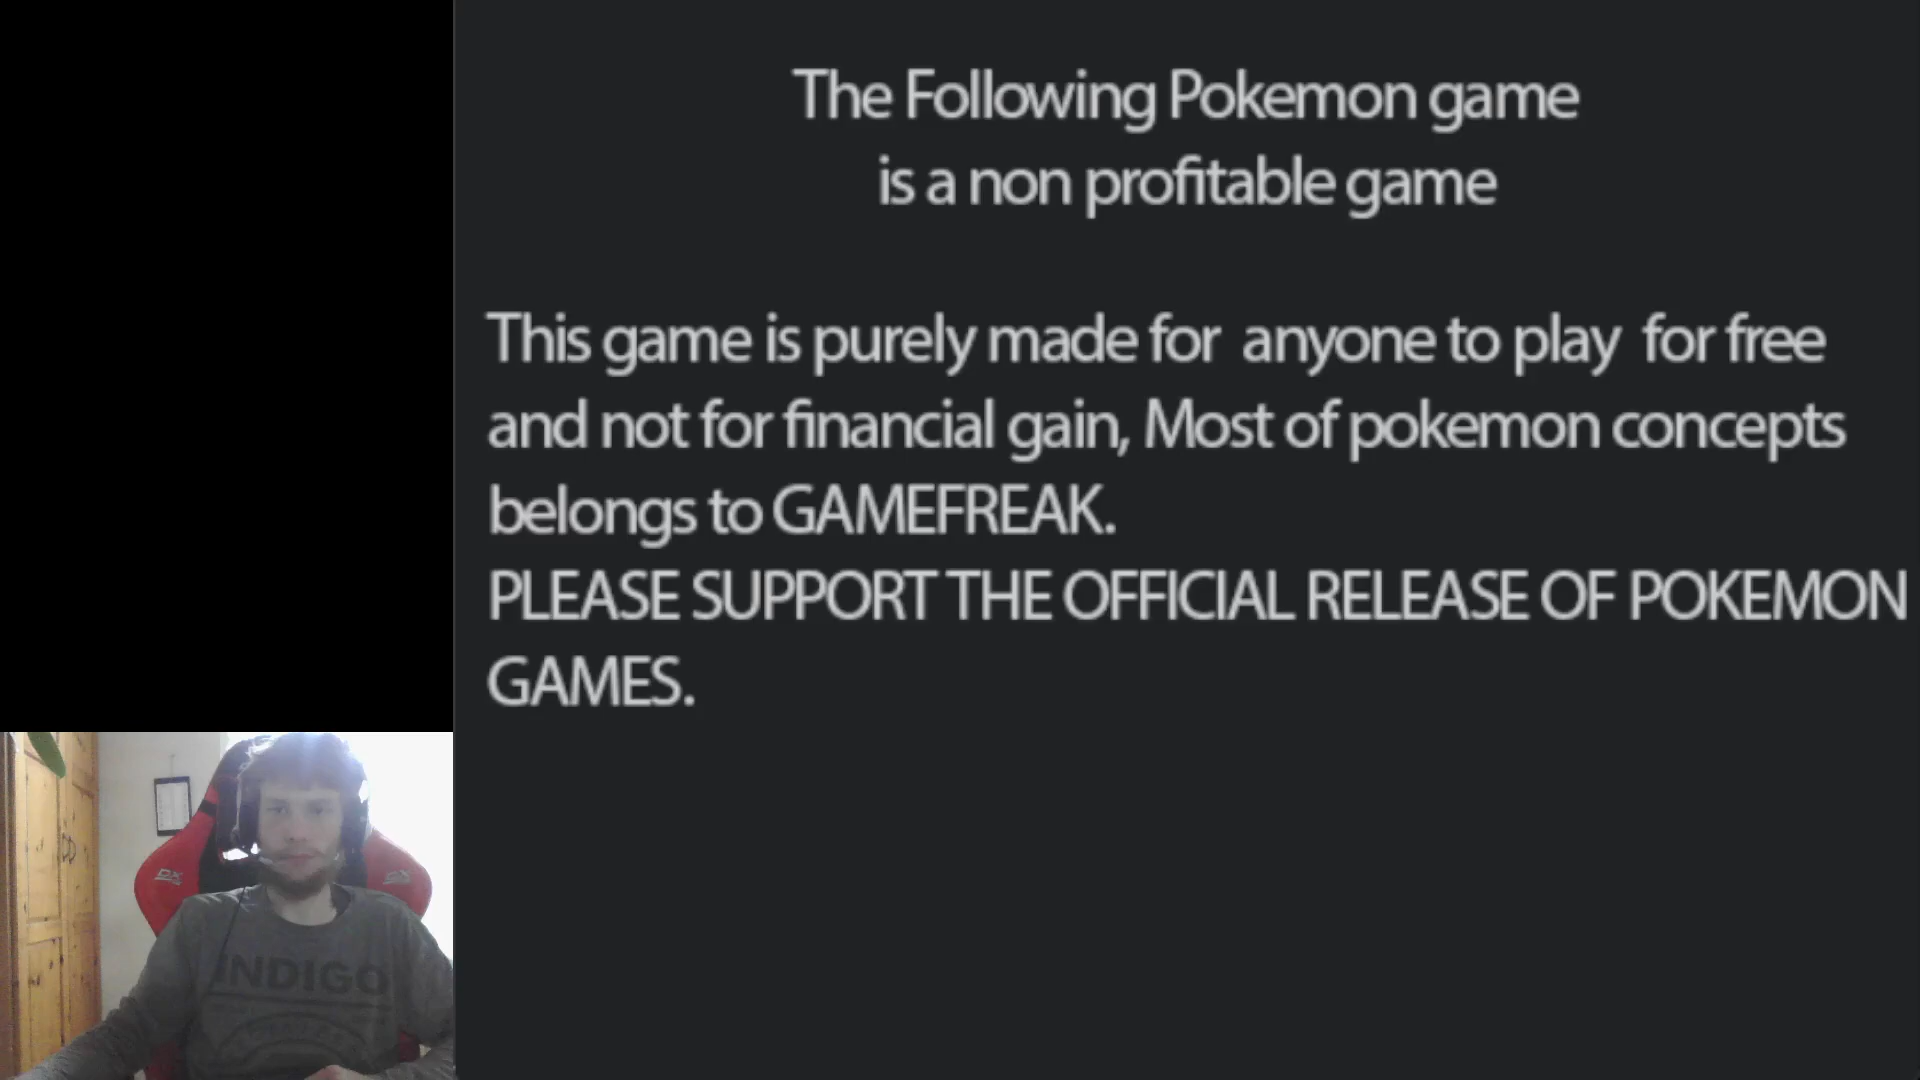 The Following Pokemon game
is a non profitable game
This game is purely made for anyone to play for free
and not for financial gain, Most of pokemon concepts
belongs to GAMEFREAK.
PLEASE SUPPORT THE OFFICIAL RELEASE OF POKEMON
GAMES.
INDIGO